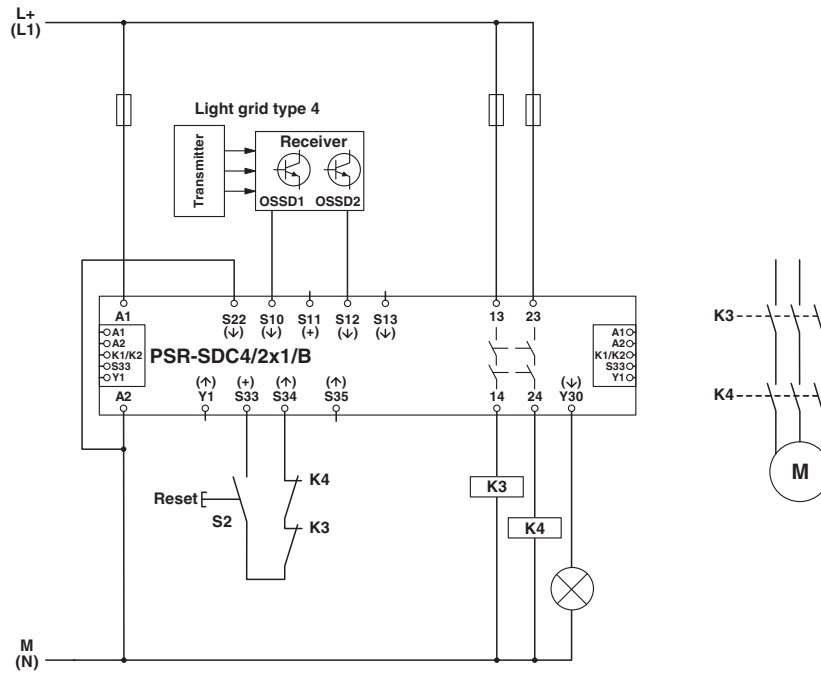 L+
(L1)
Light grid type 4
Transmitter
Receiver
OSSD1 OSSD2
A1 S22 S10 S11 S12 S13 13 23
(↓) (↓) (+) (↓) (↓)
A1
A2
K1/K2
S33
Y1
PSR-SDC4/2x1/B
A1
A2
K1/K2
S33
Y1
(↑) (+) (↑) (↑) (↓)
A2 Y1 S33 S34 S35 14 24 Y30
Reset
S2
K4
K3
K3
K4
M
(N)
K3
K4
M